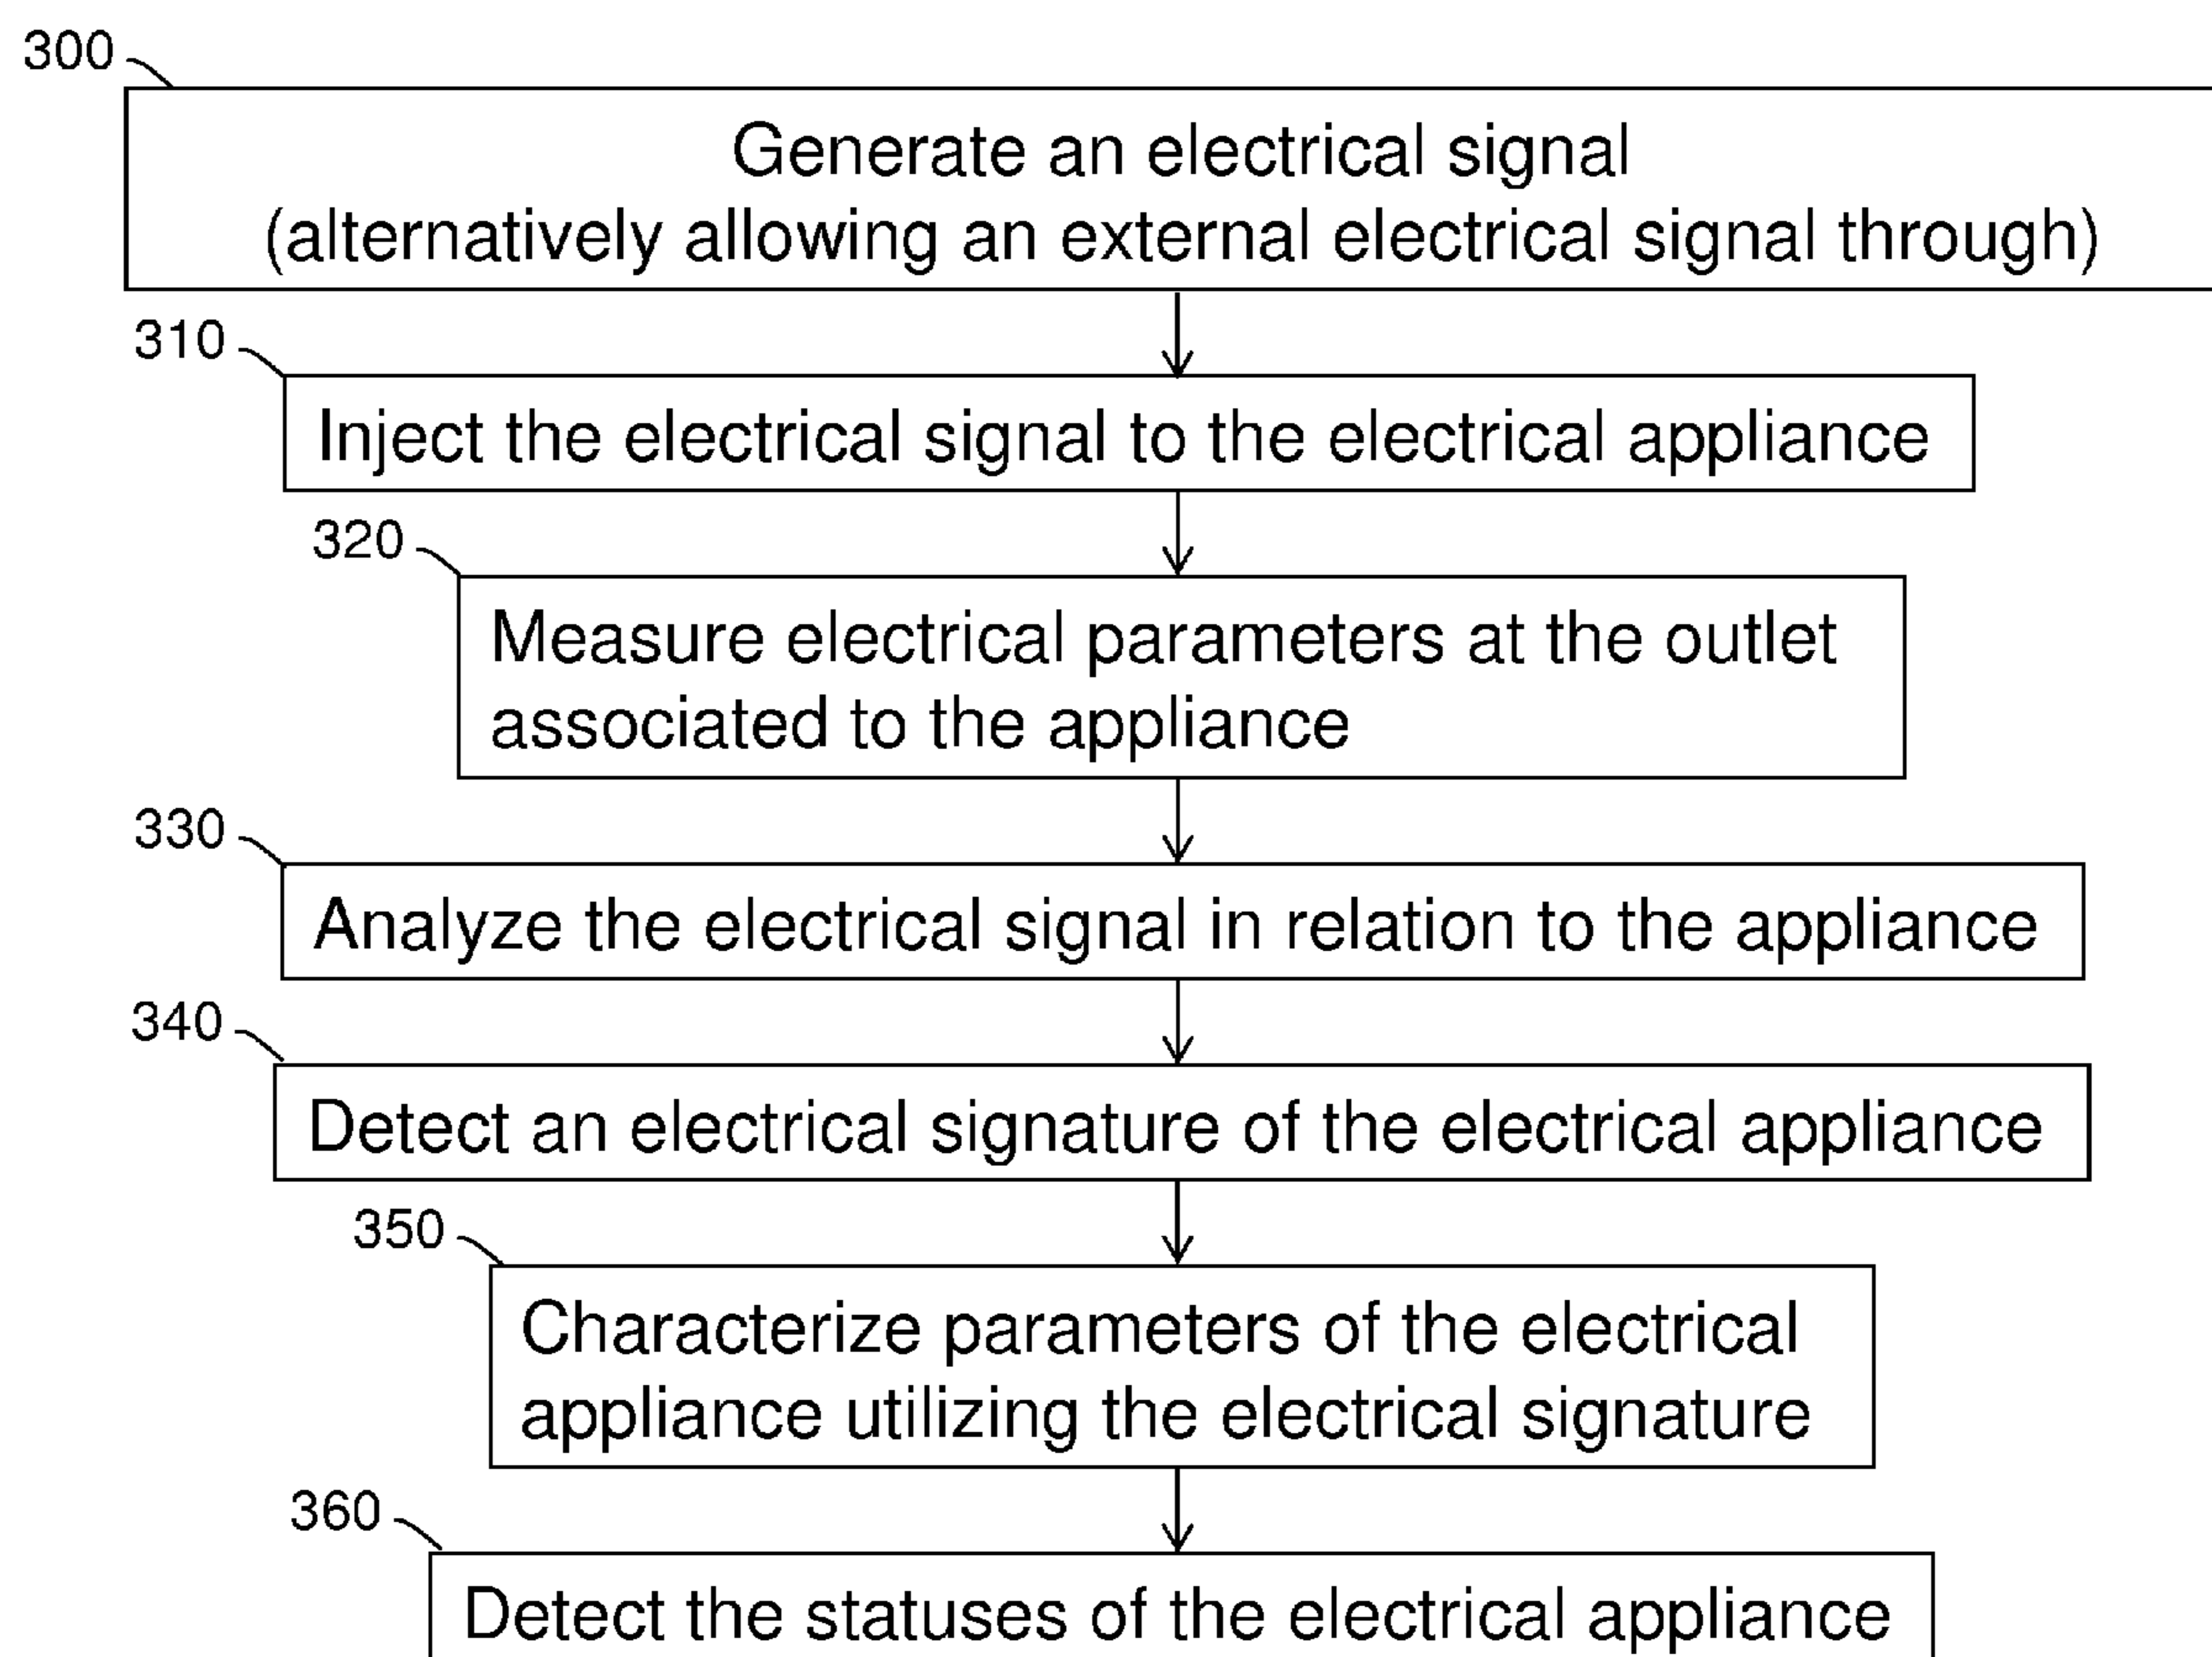 300
Generate an electrical signal
(alternatively allowing an external electrical signal through)
310
Inject the electrical signal to the electrical appliance
320
Measure electrical parameters at the outlet
associated to the appliance
330
Analyze the electrical signal in relation to the appliance
340
Detect an electrical signature of the electrical appliance
350
Characterize parameters of the electrical
appliance utilizing the electrical signature
360
Detect the statuses of the electrical appliance